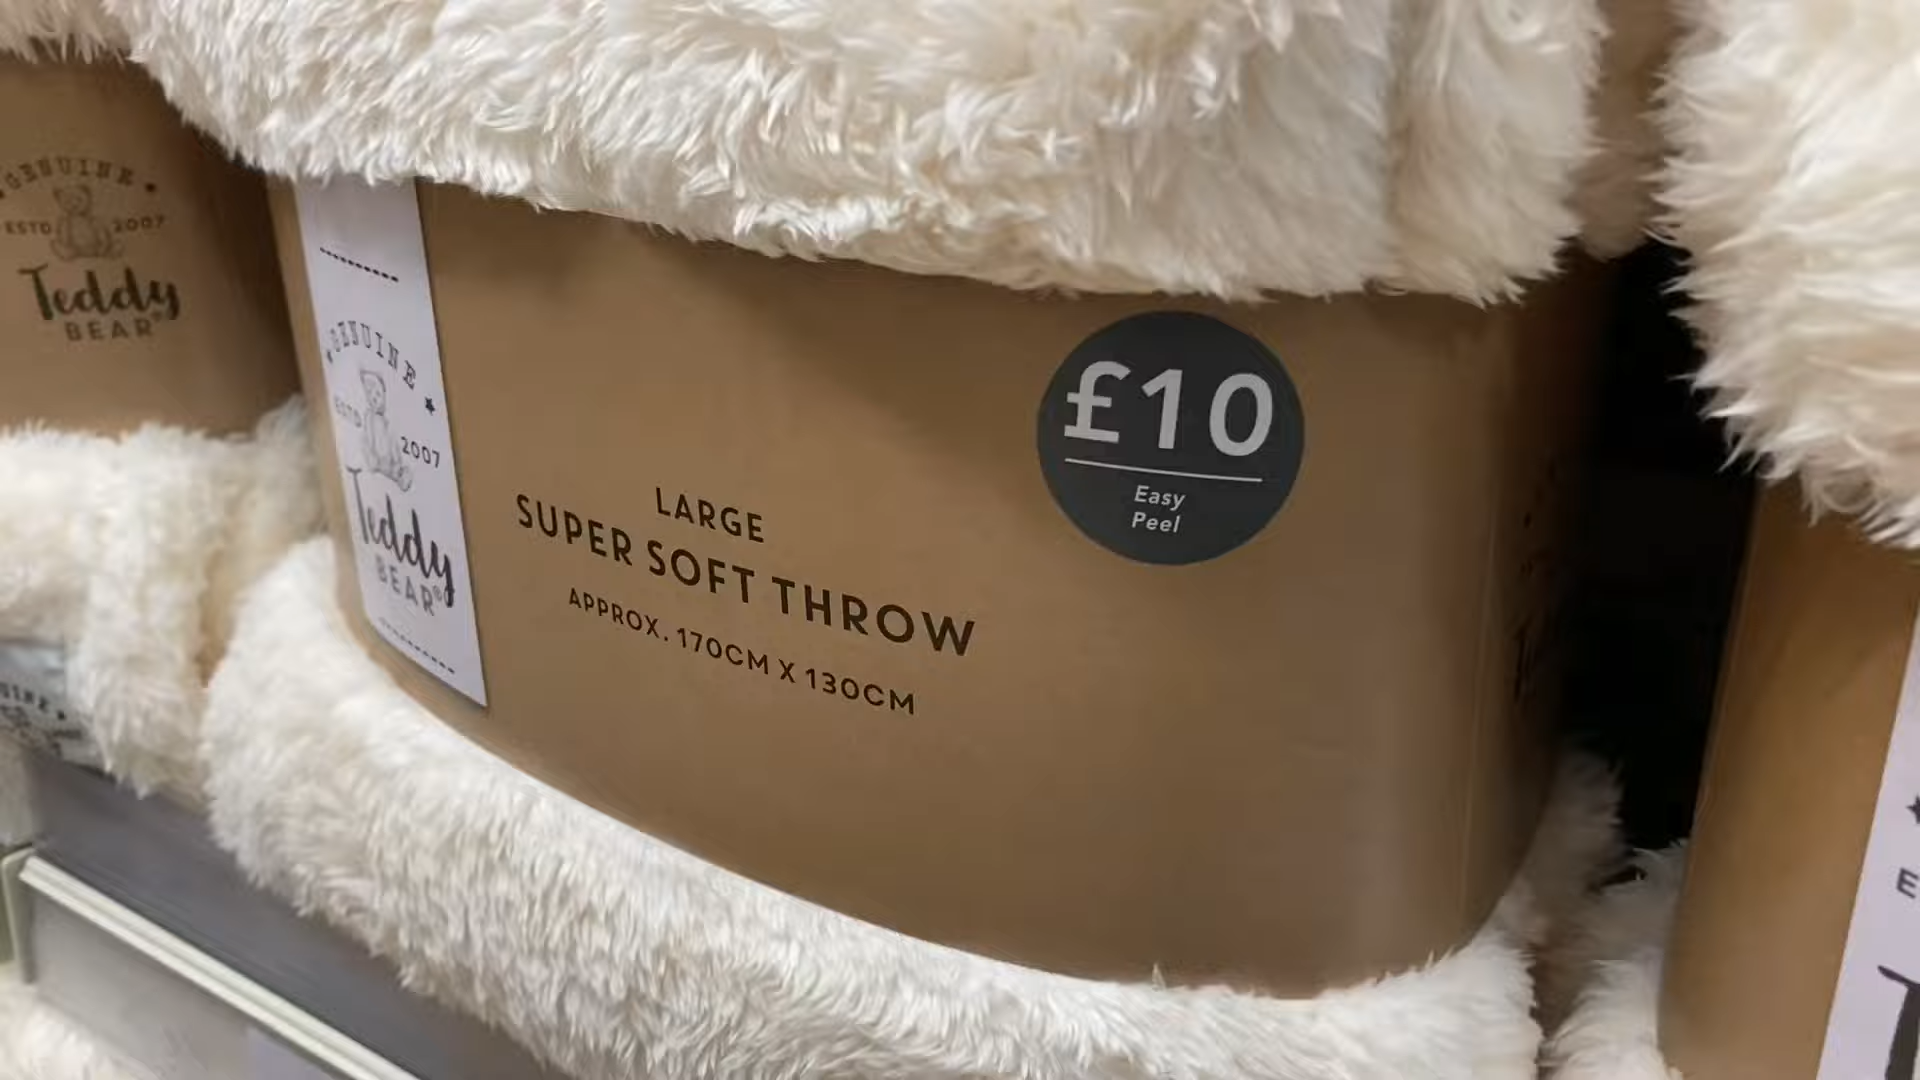 GENUINE
ESTD 2007
Teddy
BEAR®
GENUINE
ESTD 2007
Teddy
BEAR®
LARGE
SUPER SOFT THROW
APPROX. 170CM X 130CM
£10
Easy
Peel